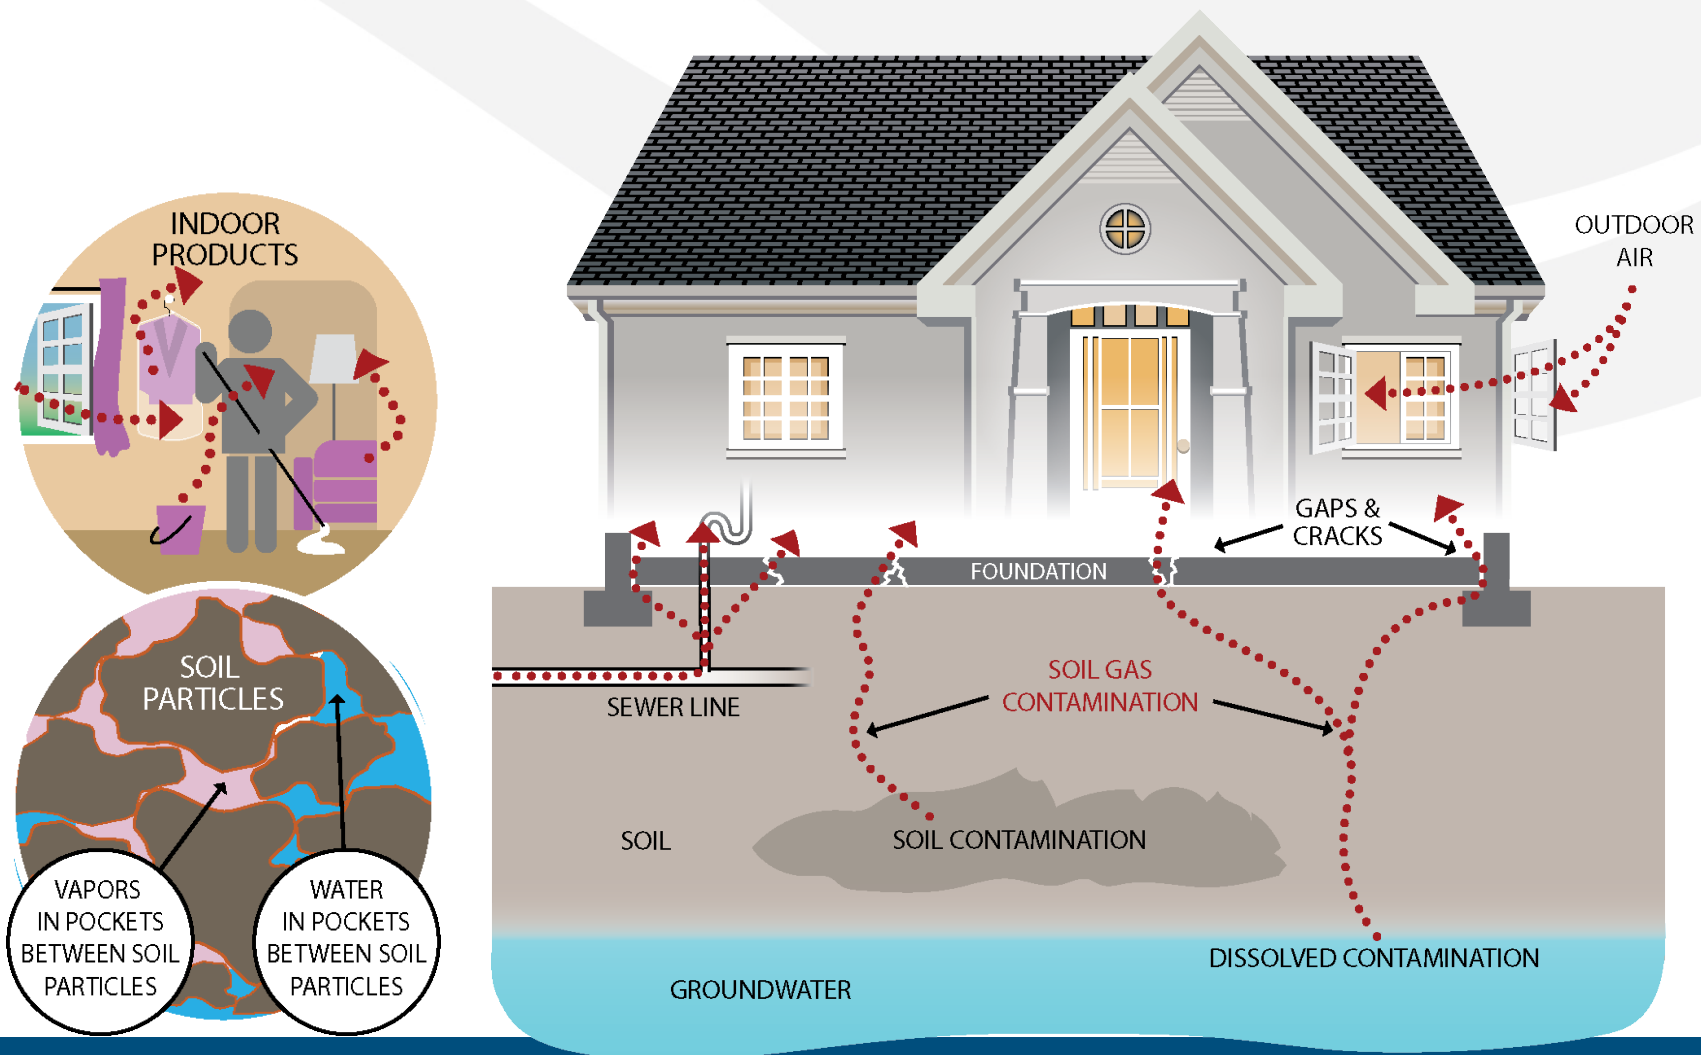 INDOOR
PRODUCTS
OUTDOOR
AIR
GAPS &
CRACKS
FOUNDATION
SOIL
PARTICLES
SOIL GAS
CONTAMINATION
SEWER LINE
SOIL
SOIL CONTAMINATION
VAPORS
IN POCKETS
BETWEEN SOIL
PARTICLES
WATER
IN POCKETS
BETWEEN SOIL
PARTICLES
DISSOLVED CONTAMINATION
GROUNDWATER